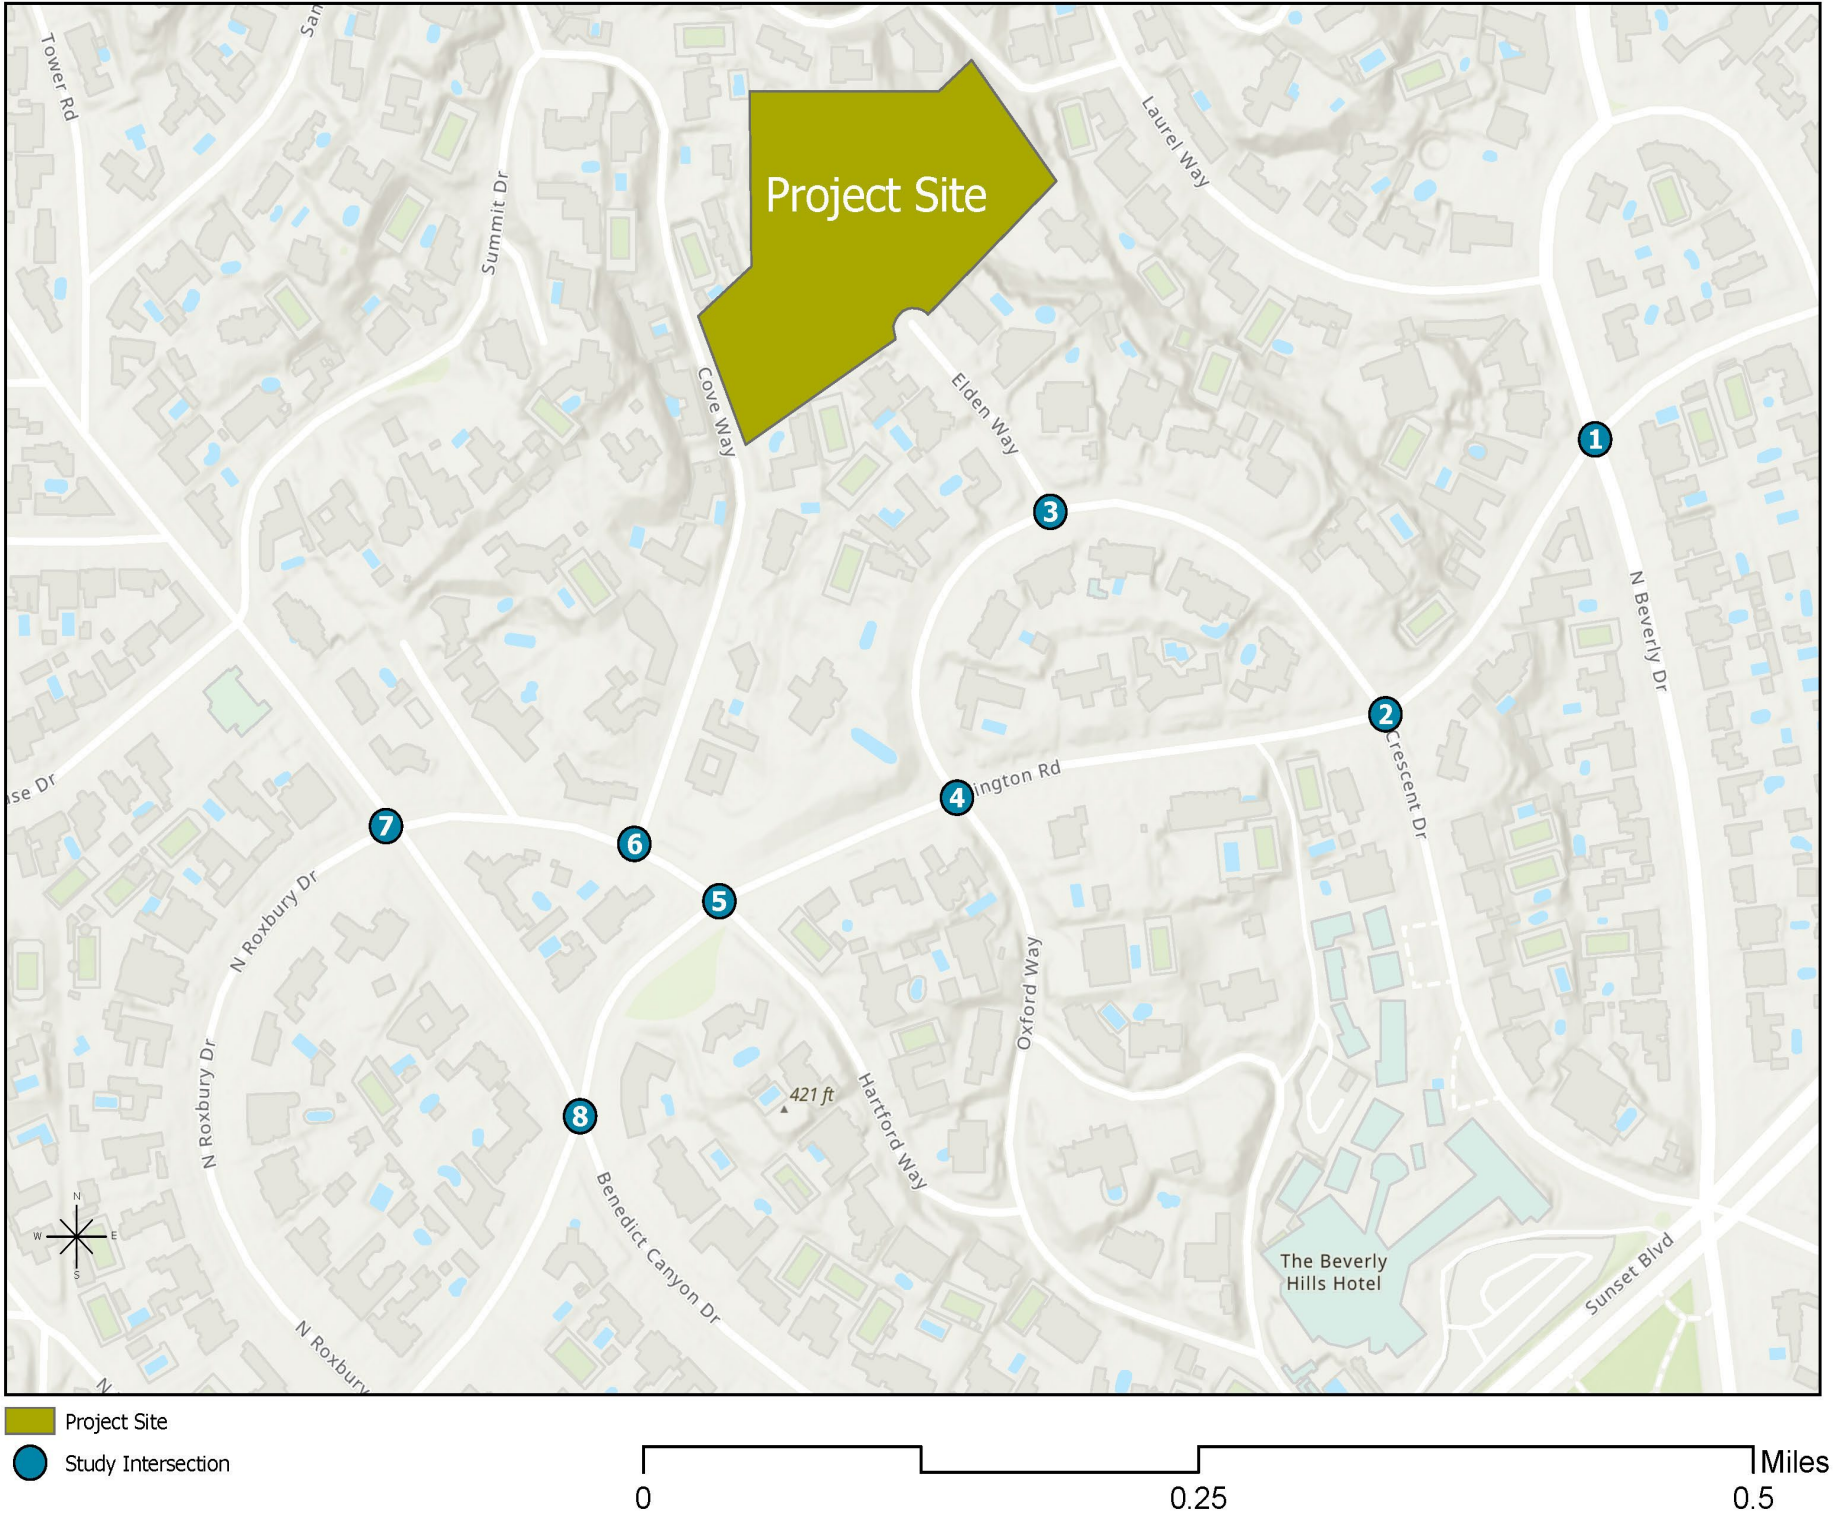 Tower Rd
San
Summit Dr
Laurel Way
Project Site
Cove Way
Elden Way
1
3
N Beverly Dr
2
Crescent Dr
ington Rd
4
ise Dr
7
6
5
N Roxbury Dr
Oxford Way
N Roxbury Dr
421 ft
8
Hartford Way
Benedict Canyon Dr
N
W
E
S
The Beverly
Hills Hotel
Sunset Blvd
N Roxbury
N
Project Site
Study Intersection
Miles
0
0.25
0.5